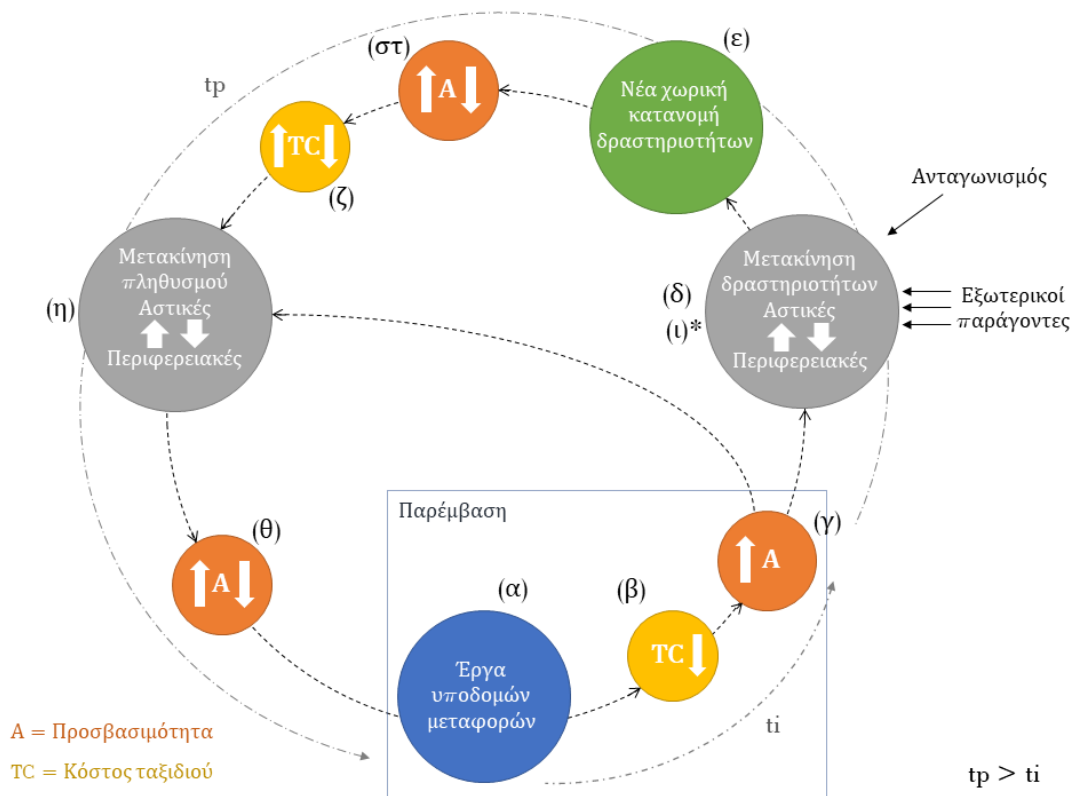 (στ)
A
tp
TC
(ζ)
(ε)
Νέα χωρική
κατανομή
δραστηριοτήτων
Ανταγωνισμός
Μετακίνηση
πληθυσμού
Αστικές
Περιφερειακές
(η)
Μετακίνηση
δραστηριοτήτων
Αστικές
Περιφερειακές
(δ)
(ι)*
Εξωτερικοί
παράγοντες
Παρέμβαση
(γ)
A
(θ)
A
(α)
Έργα
υποδομών
μεταφορών
(β)
TC
ti
A = Προσβασιμότητα
TC = Κόστος ταξιδιού
tp > ti